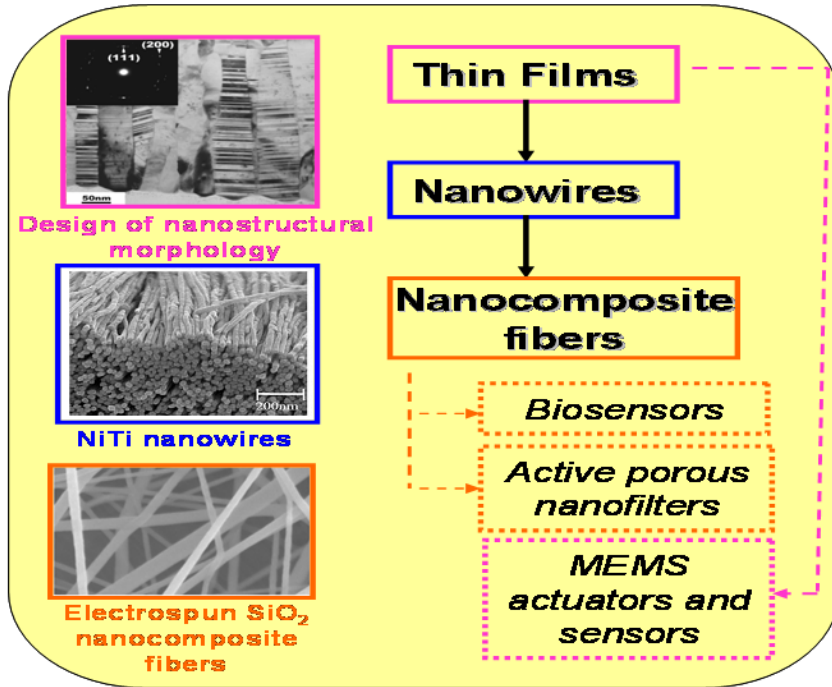 (200)
(111)
50nm
Design of nanostructural
morphology
200nm
NiTi nanowires
Electrospun SiO₂
nanocomposite
fibers
Thin Films
Nanowires
Nanocomposite
fibers
Biosensors
Active porous
nanofilters
MEMS
actuators and
sensors